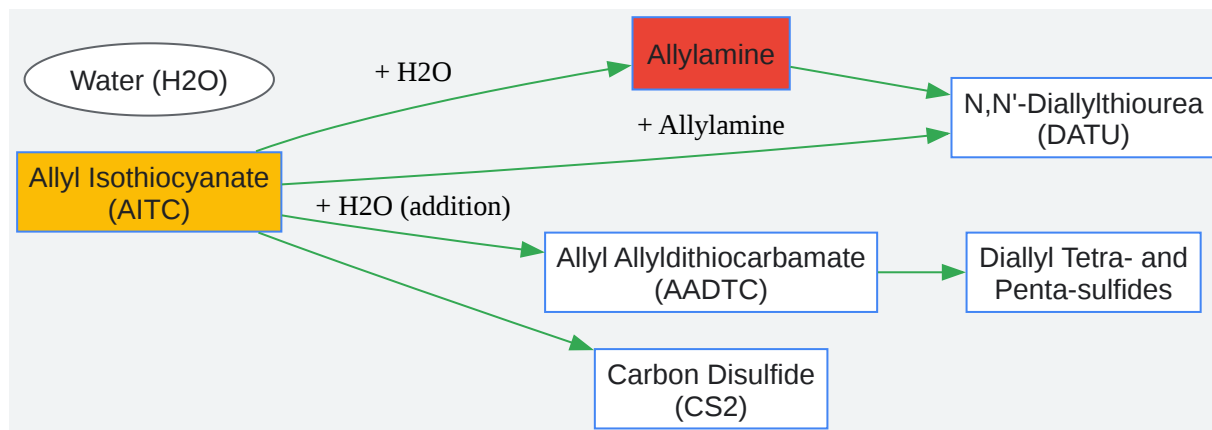 Water (H2O)
+ H2O
Allylamine
N,N'-Diallylthiourea
(DATU)
+ Allylamine
Allyl Isothiocyanate
(AITC)
+ H2O (addition)
Allyl Allyldithiocarbamate
(AADTC)
Diallyl Tetra- and
Penta-sulfides
Carbon Disulfide
(CS2)